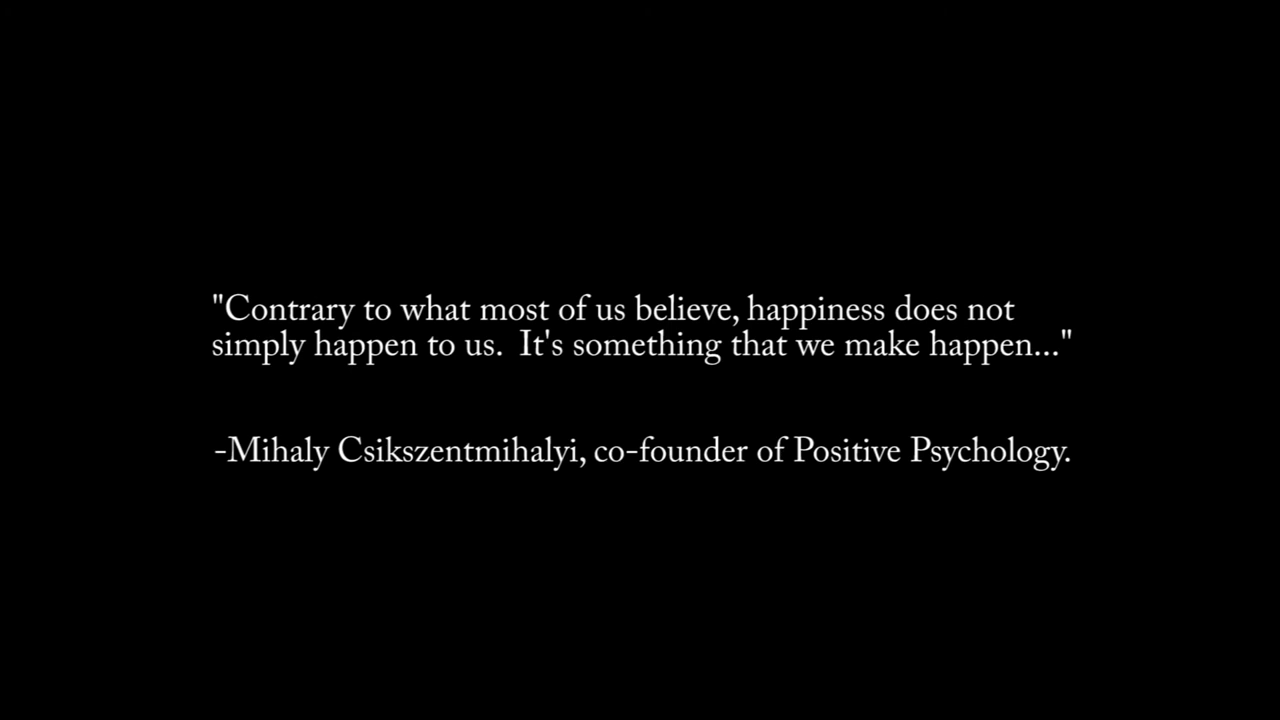 "Contrary to what most of us believe, happiness does not
simply happen to us.  It's something that we make happen..."
-Mihaly Csikszentmihalyi, co-founder of Positive Psychology.